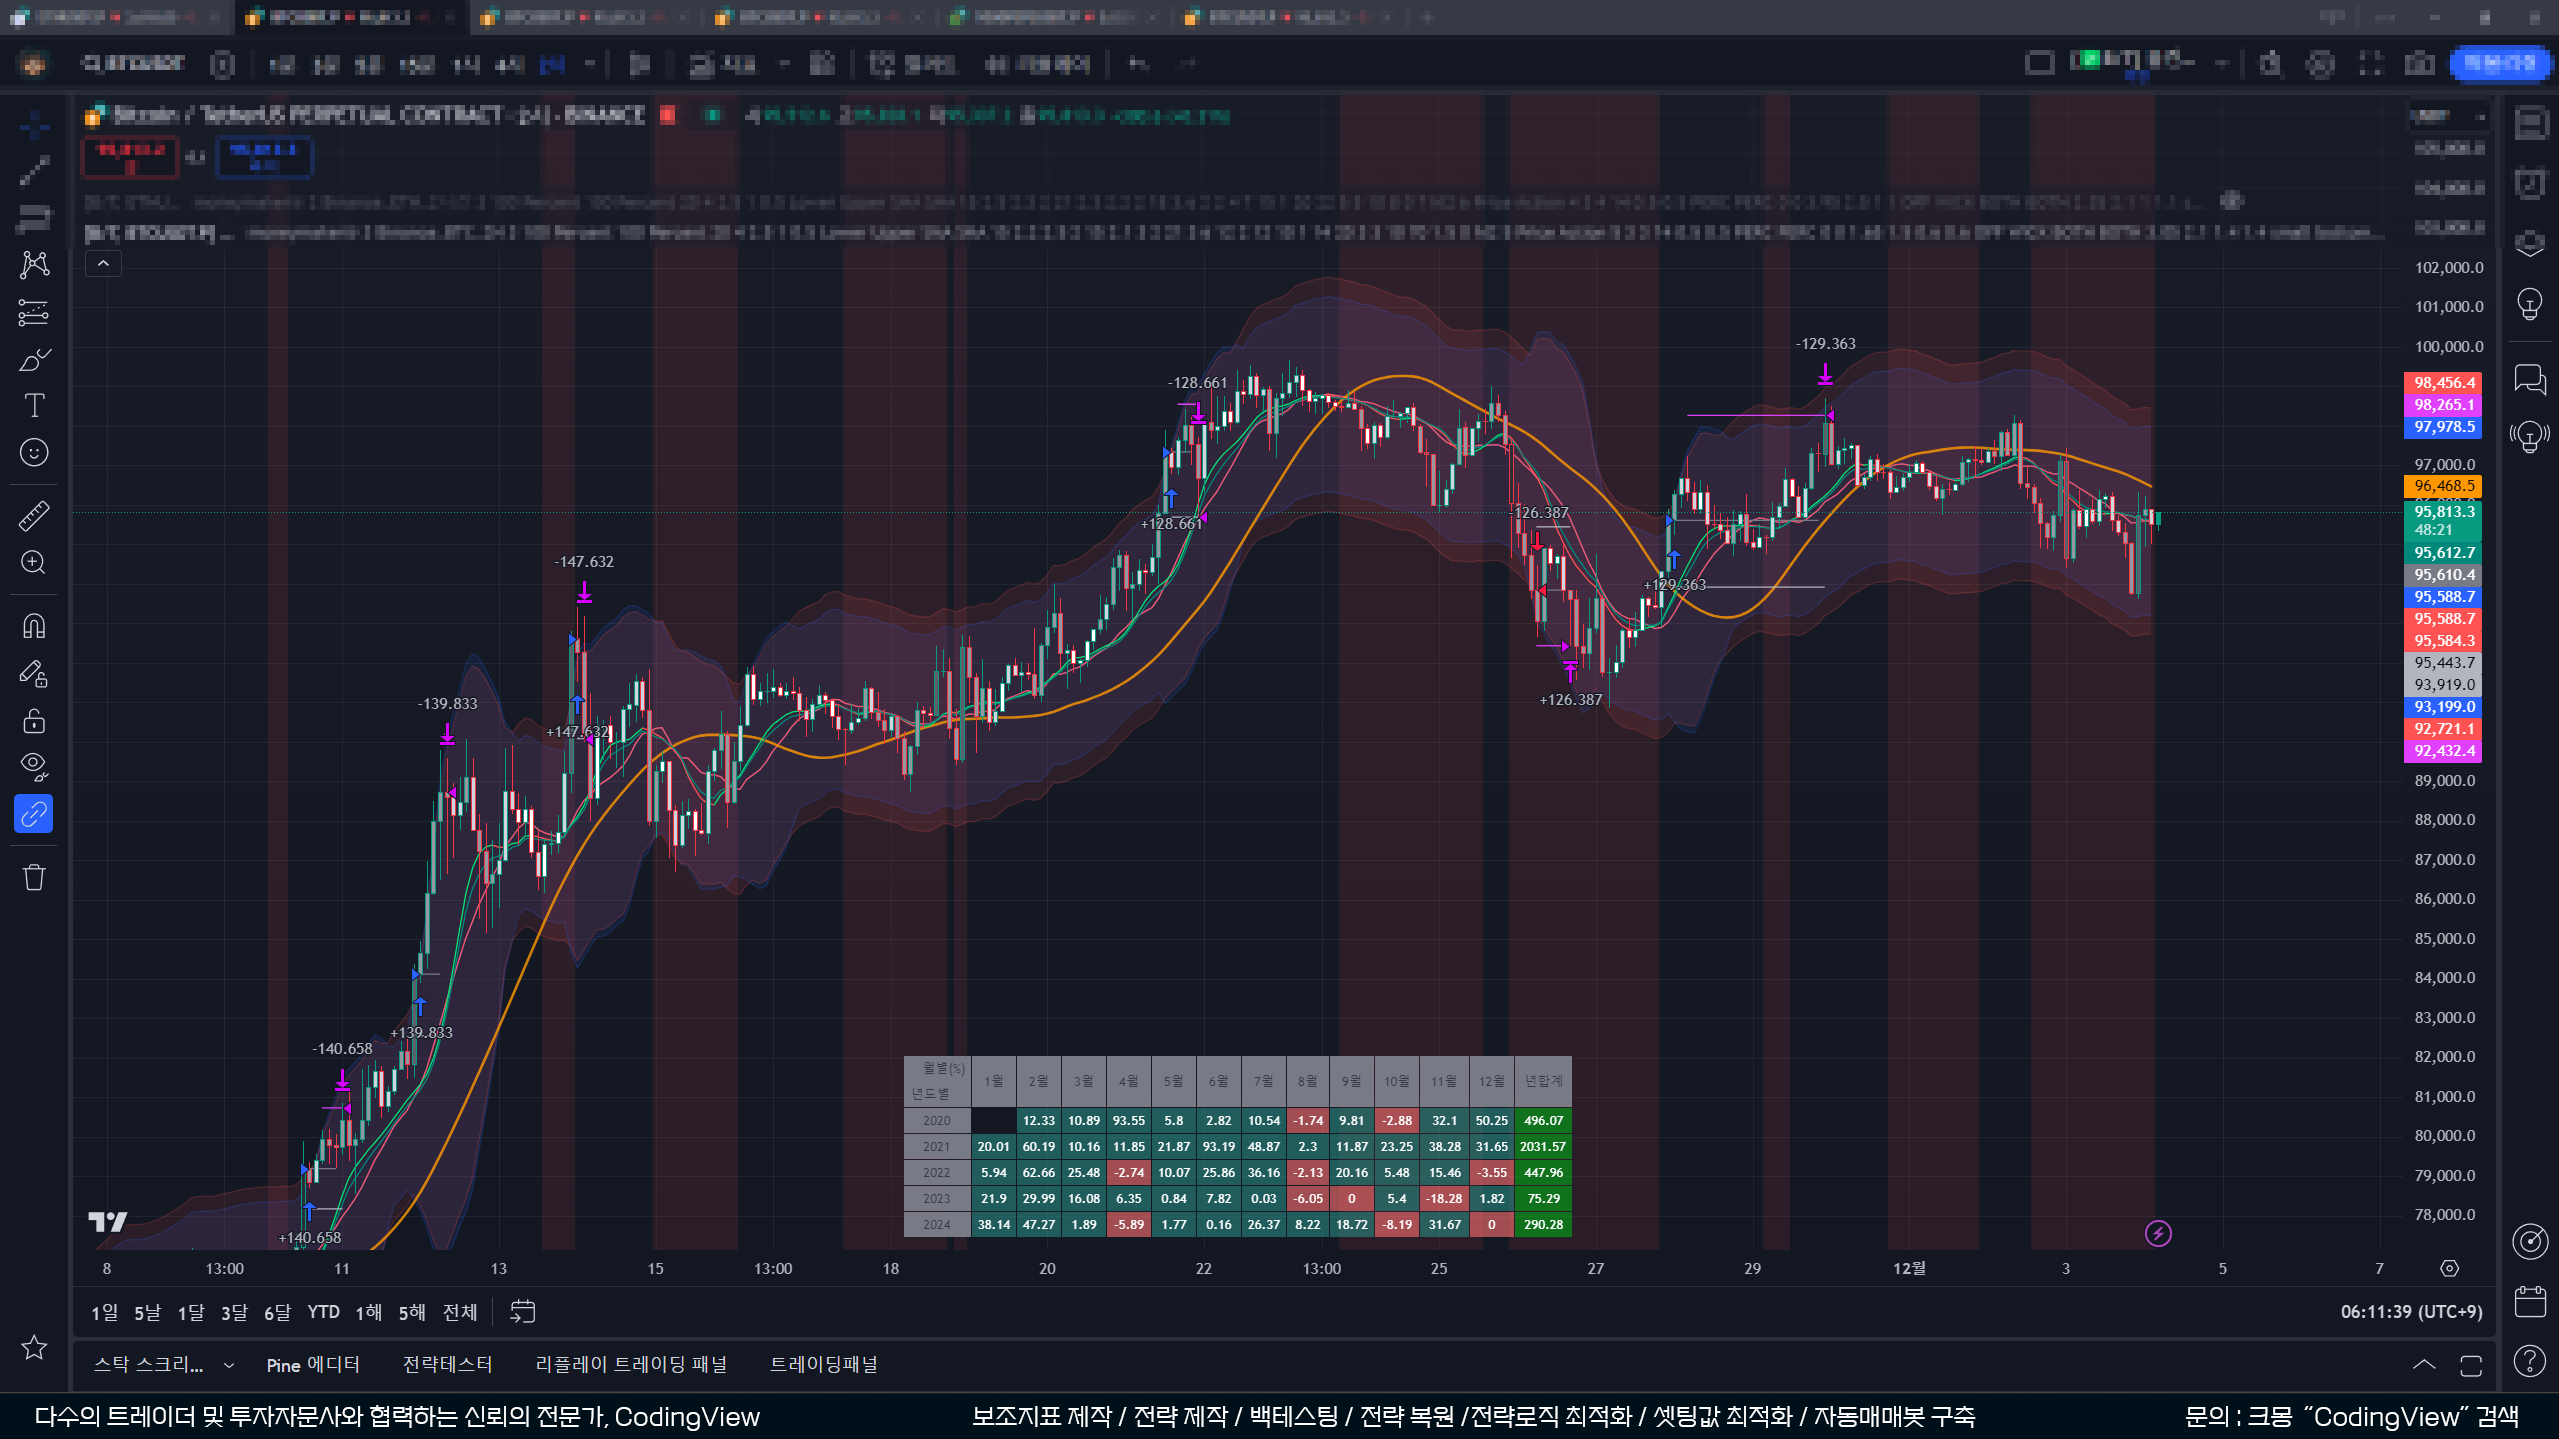 Bitcoin / TetherUS PERPETUAL CONTRACT
BINANCE
102,000.0
101,000.0
100,000.0
98,456.4
98,265.1
97,978.5
97,000.0
96,468.5
95,813.3
48:21
95,612.7
95,610.4
95,588.7
95,588.7
95,584.3
95,443.7
93,919.0
93,199.0
92,721.1
92,432.4
89,000.0
88,000.0
87,000.0
86,000.0
85,000.0
84,000.0
83,000.0
82,000.0
81,000.0
80,000.0
79,000.0
78,000.0
-129.363
-128.661
+128.661
-126.387
+129.363
+126.387
-147.632
+147.632
-139.833
+139.833
-140.658
+140.658
월별(%) 1월 2월 3월 4월 5월 6월 7월 8월 9월 10월 11월 12월 년합계
년도별
2020 12.33 10.89 93.55 5.8 2.82 10.54 -1.74 9.81 -2.88 32.1 50.25 496.07
2021 20.01 60.19 10.16 11.85 21.87 93.19 48.87 2.3 11.87 23.25 38.28 31.65 2031.57
2022 5.94 62.66 25.48 -2.74 10.07 25.86 36.16 -2.13 20.16 5.48 15.46 -3.55 447.96
2023 21.9 29.99 16.08 6.35 0.84 7.82 0.03 -6.05 0 5.4 -18.28 1.82 75.29
2024 38.14 47.27 1.89 -5.89 1.77 0.16 26.37 8.22 18.72 -8.19 31.67 0 290.28
8 13:00 11 13 15 13:00 18 20 22 13:00 25 27 29 12월 3 5 7
1일 5날 1달 3달 6달 YTD 1해 5해 전체
06:11:39 (UTC+9)
스탁 스크리... Pine 에디터 전략테스터 리플레이 트레이딩 패널 트레이딩패널
다수의 트레이더 및 투자자문사와 협력하는 신뢰의 전문가, CodingView
보조지표 제작 / 전략 제작 / 백테스팅 / 전략 복원 /전략로직 최적화 / 셋팅값 최적화 / 자동매매봇 구축
문의 : 크몽 “CodingView” 검색